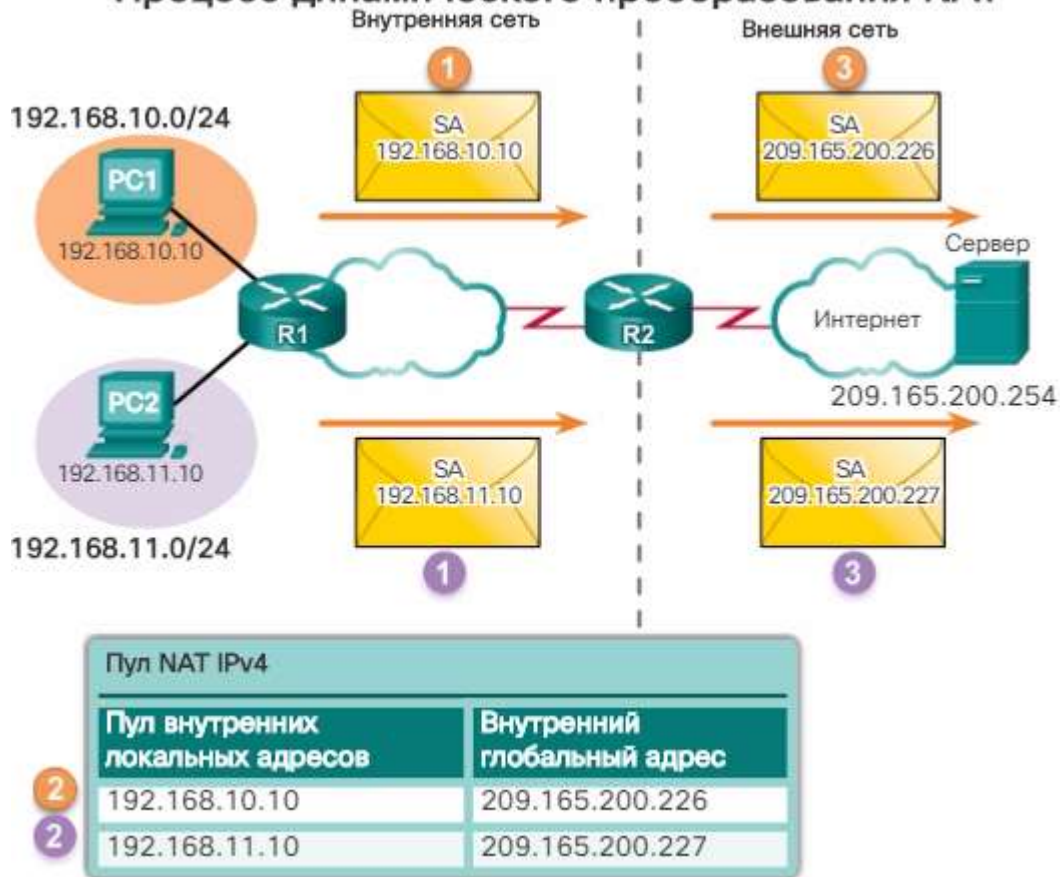 Процесс динамического преобразования NAT
Внутренняя сеть
Внешняя сеть
1
3
192.168.10.0/24
SA
192.168.10.10
SA
209.165.200.226
PC1
192.168.10.10
Сервер
R1
R2
Интернет
PC2
209.165.200.254
192.168.11.10
SA
192.168.11.10
SA
209.165.200.227
192.168.11.0/24
1
3
Пул NAT IPv4
Пул внутренних локальных адресов
Внутренний глобальный адрес
2
192.168.10.10
209.165.200.226
2
192.168.11.10
209.165.200.227